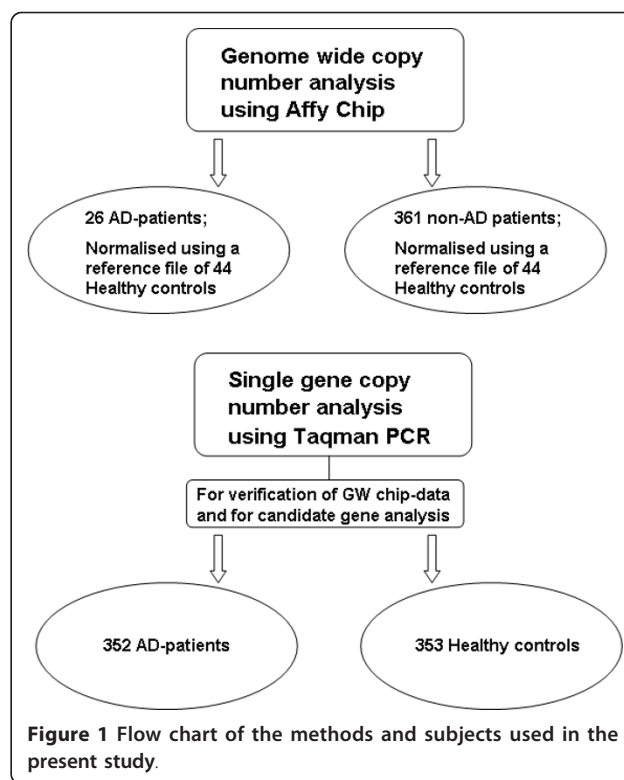 Genome wide copy
number analysis
using Affy Chip
26 AD-patients;
Normalised using a
reference file of 44
Healthy controls
361 non-AD patients;
Normalised using a
reference file of 44
Healthy controls
Single gene copy
number analysis
using Taqman PCR
For verification of GW chip-data
and for candidate gene analysis
352 AD-patients
353 Healthy controls
Figure 1 Flow chart of the methods and subjects used in the
present study.